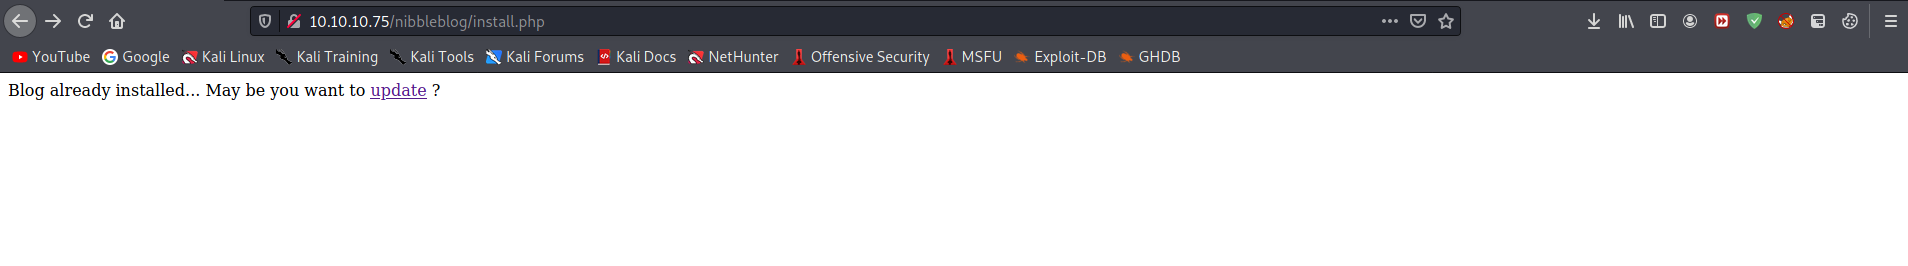 10.10.10.75/nibbleblog/install.php
YouTube Google Kali Linux Kali Training Kali Tools Kali Forums Kali Docs NetHunter Offensive Security MSFU Exploit-DB GHDB
Blog already installed... May be you want to update ?